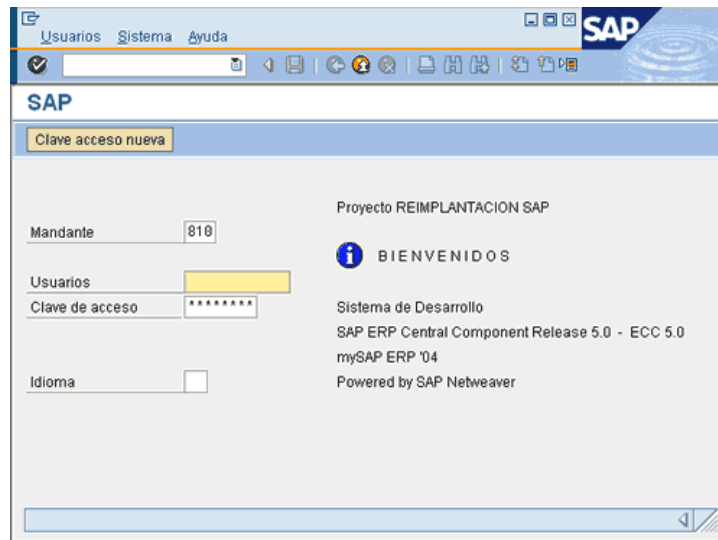 Usuarios Sistema Ayuda
SAP
SAP
Clave acceso nueva
Proyecto REIMPLANTACION SAP
Mandante 810
BIENVENIDOS
Usuarios
Clave de acceso ********
Sistema de Desarrollo
SAP ERP Central Component Release 5.0 - ECC 5.0
mySAP ERP '04
Idioma
Powered by SAP Netweaver